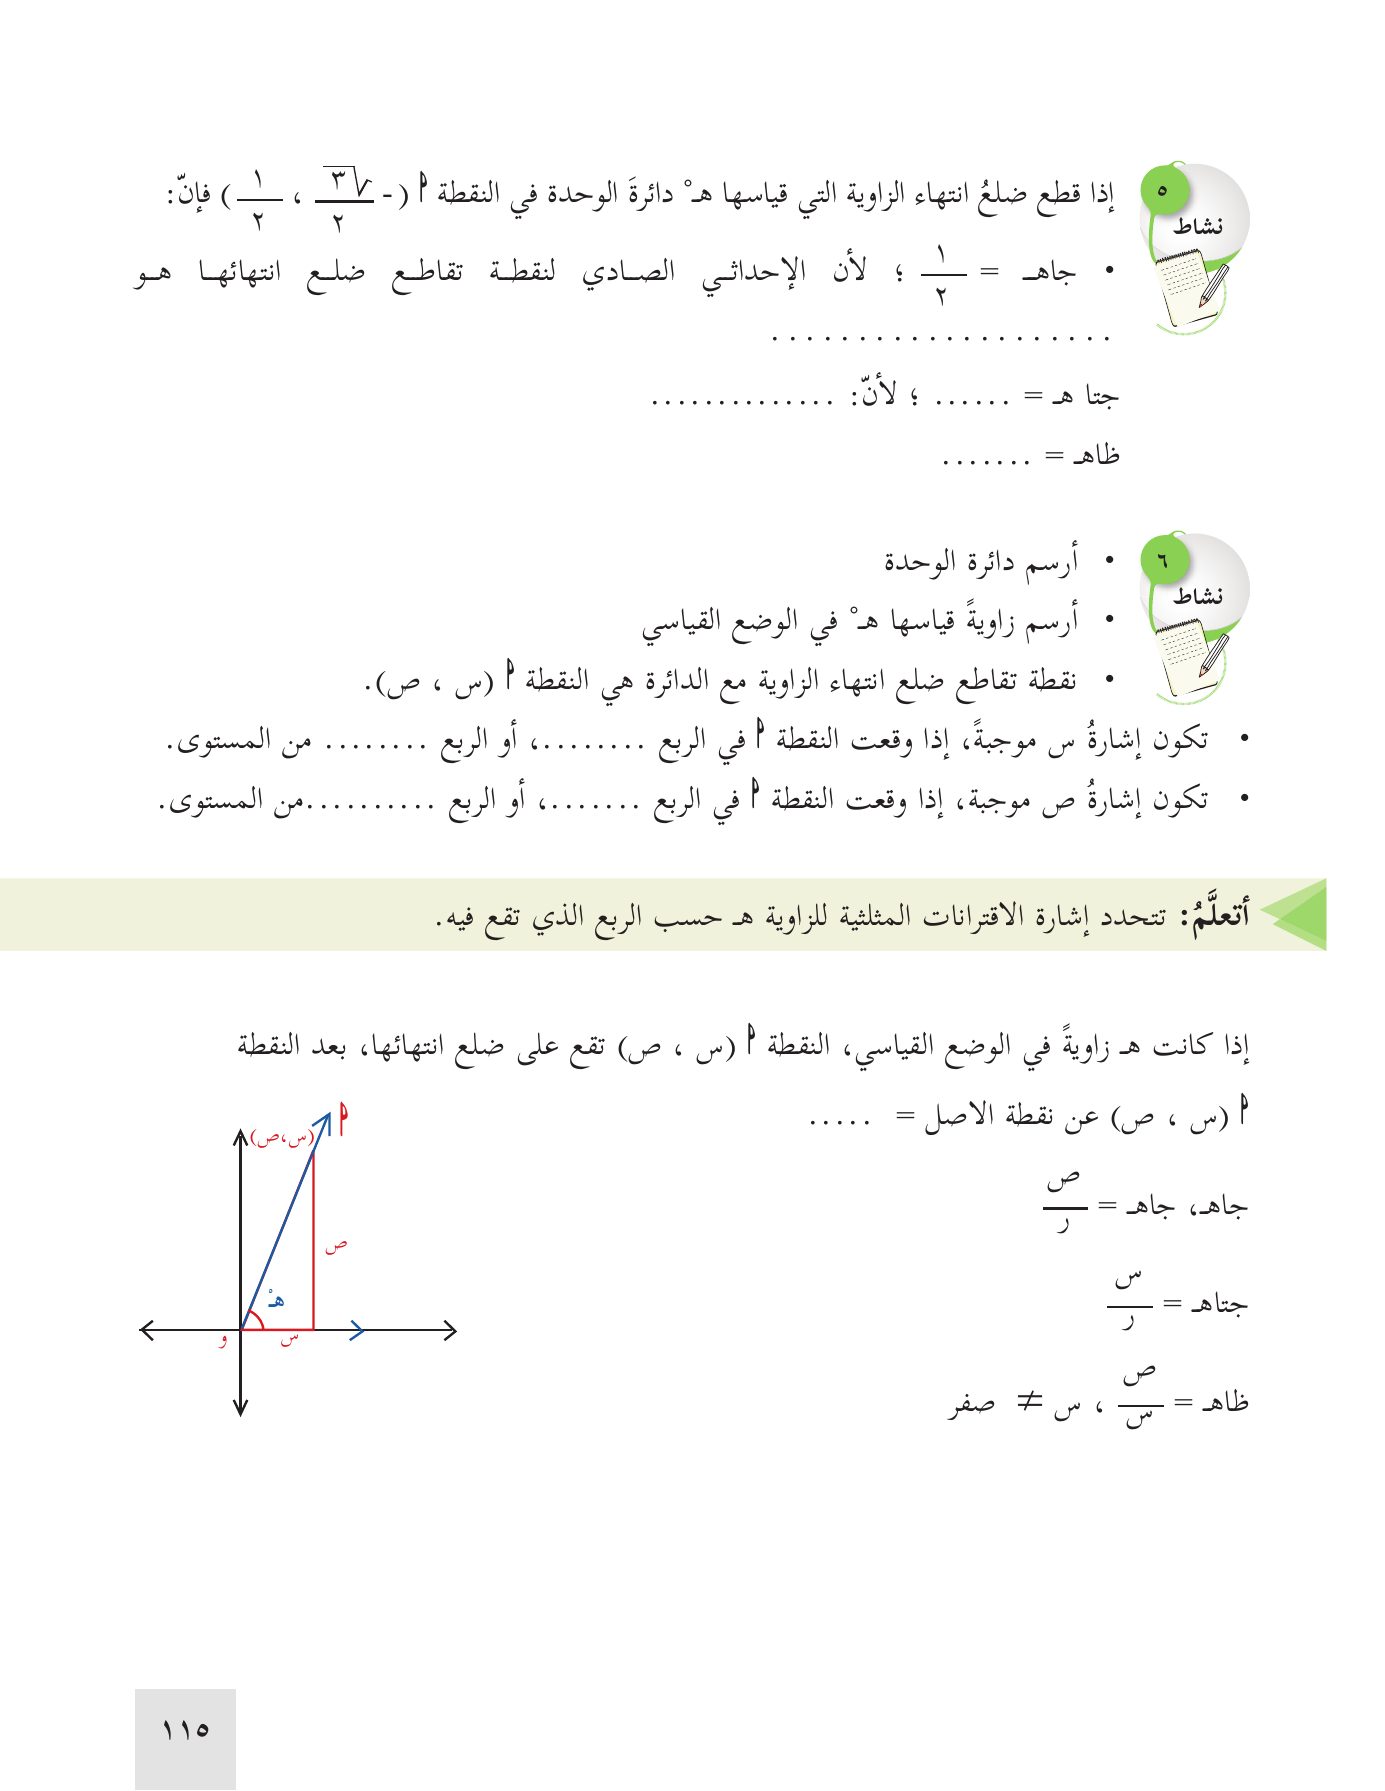 ٥
نشاط
إذا قطع ضلعُ انتهاء الزاوية التي قياسها هـْ دائرةَ الوحدة في النقطة أ (- √٣/٢ ، ١/٢) فإنّ:
• جاهـ = ١/٢ ؛ لأن الإحداثي الصادي لنقطة تقاطع ضلع انتهائها هو
....................
جتا هـ = ...... ؛ لأنّ: ..............
ظاهـ = .......
٦
نشاط
• أرسم دائرة الوحدة
• أرسم زاويةً قياسها هـْ في الوضع القياسي
• نقطة تقاطع ضلع انتهاء الزاوية مع الدائرة هي النقطة أ (س ، ص).
• تكون إشارةُ س موجبةً، إذا وقعت النقطة أ في الربع ........، أو الربع ........ من المستوى.
• تكون إشارةُ ص موجبة، إذا وقعت النقطة أ في الربع .......، أو الربع ..........من المستوى.
أتعلَّمُ: تتحدد إشارة الاقترانات المثلثية للزاوية هـ حسب الربع الذي تقع فيه.
إذا كانت هـ زاويةً في الوضع القياسي، النقطة أ (س ، ص) تقع على ضلع انتهائها، بعد النقطة
أ (س ، ص) عن نقطة الاصل = .....
جاهـ، جاهـ = ص/ر
جتاهـ = س/ر
ظاهـ = ص/س ، س ≠ صفر
أ
(س،ص)
ص
هـْ
و
س
١١٥